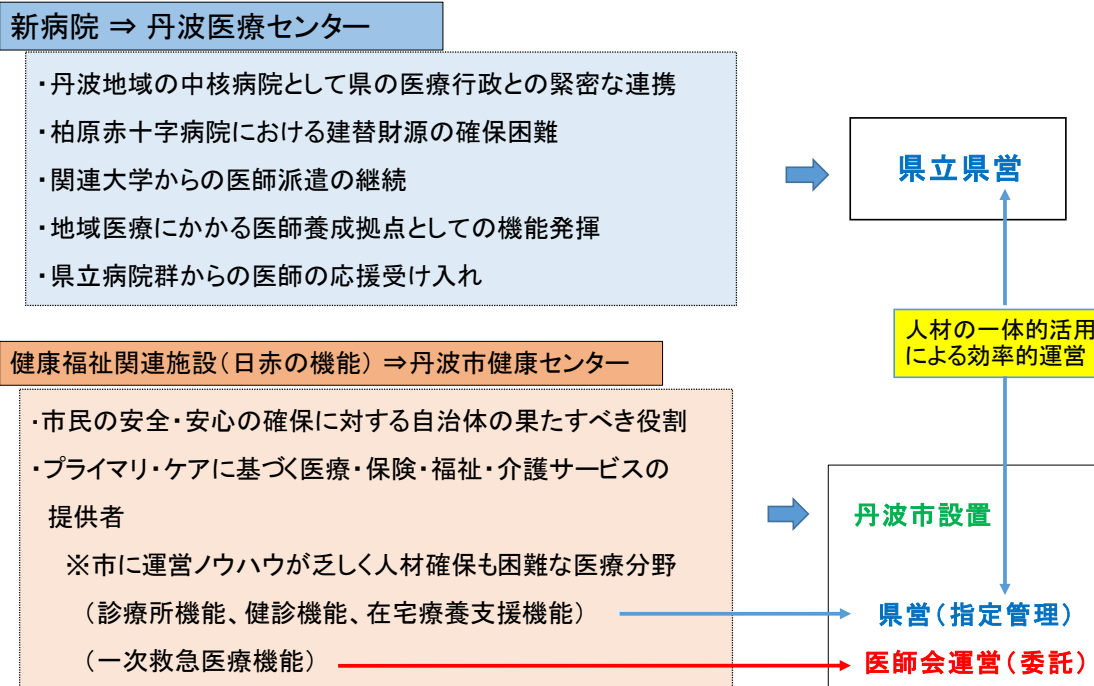 新病院 ⇒ 丹波医療センター
・丹波地域の中核病院として県の医療行政との緊密な連携
・柏原赤十字病院における建替財源の確保困難
・関連大学からの医師派遣の継続
・地域医療にかかる医師養成拠点としての機能発揮
・県立病院群からの医師の応援受け入れ
県立県営
人材の一体的活用
による効率的運営
健康福祉関連施設(日赤の機能) ⇒丹波市健康センター
・市民の安全・安心の確保に対する自治体の果たすべき役割
・プライマリ・ケアに基づく医療・保険・福祉・介護サービスの
提供者
※市に運営ノウハウが乏しく人材確保も困難な医療分野
(診療所機能、健診機能、在宅療養支援機能)
(一次救急医療機能)
丹波市設置
県営(指定管理)
医師会運営(委託)